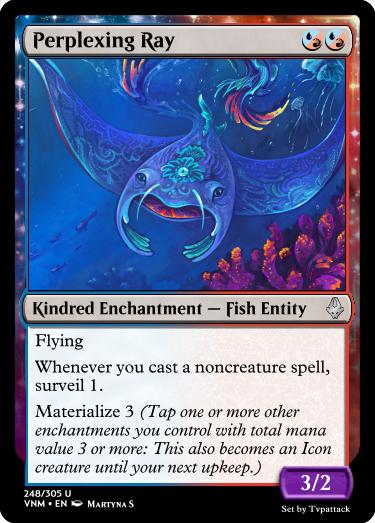 Perplexing Ray
Kindred Enchantment — Fish Entity
Flying
Whenever you cast a noncreature spell,
surveil 1.
Materialize 3 (Tap one or more other
enchantments you control with total mana
value 3 or more: This also becomes an Icon
creature until your next upkeep.)
3/2
248/305 U
VNM • EN Martyna S
Set by Tvpattack